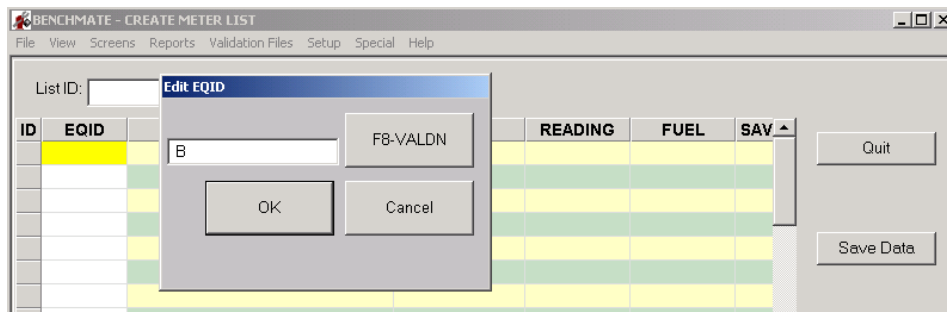 BENCHMATE - CREATE METER LIST
File View Screens Reports Validation Files Setup Special Help
List ID:
Edit EQID
B
F8-VALDN
OK
Cancel
ID EQID READING FUEL SAV
Quit
Save Data